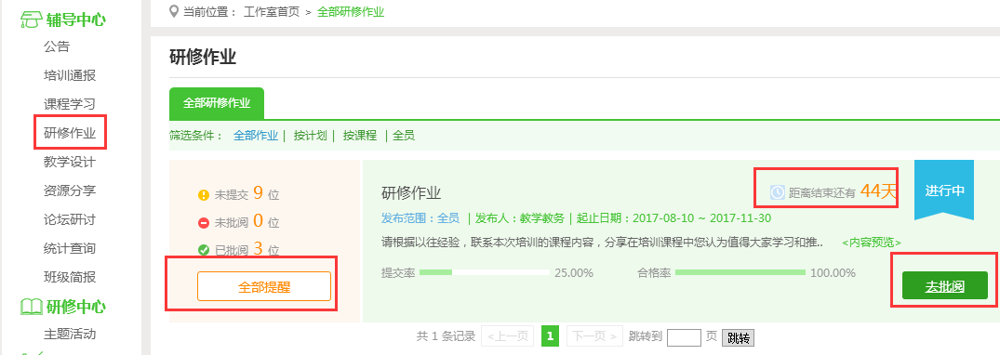 辅导中心
公告
培训通报
课程学习
研修作业
教学设计
资源分享
论坛研讨
统计查询
班级简报
研修中心
主题活动
当前位置： 工作室首页 > 全部研修作业
研修作业
全部研修作业
筛选条件： 全部作业 | 按计划 | 按课程 | 全员
未提交 9 位
未批阅 0 位
已批阅 3 位
全部提醒
研修作业
距离结束还有 44天
进行中
发布范围：全员 | 发布人：教学教务 | 起止日期：2017-08-10 ~ 2017-11-30
请根据以往经验，联系本次培训的课程内容，分享在培训课程中您认为值得大家学习和推.. <内容预览>
提交率 25.00% 合格率 100.00%
去批阅
共 1 条记录 <上一页 1 下一页 > 跳转到 页 跳转